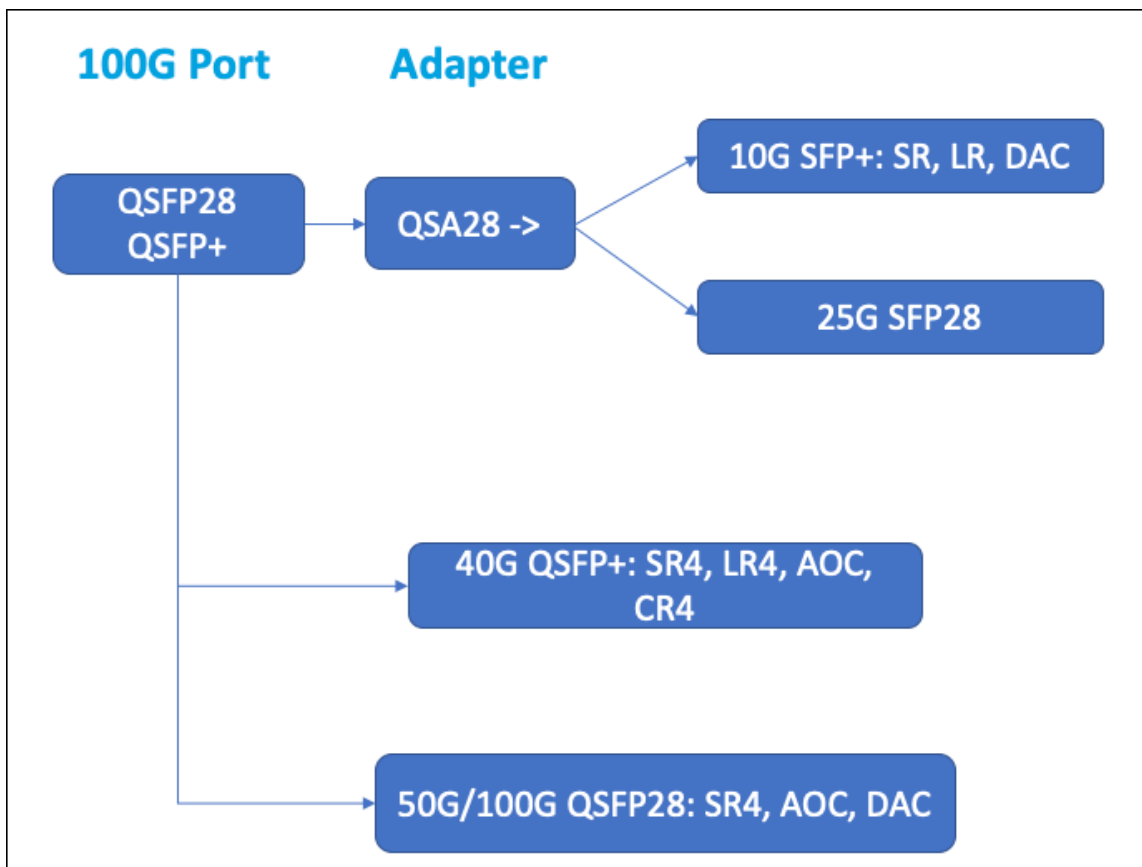 100G Port
Adapter
QSFP28
QSFP+
QSA28 ->
10G SFP+: SR, LR, DAC
25G SFP28
40G QSFP+: SR4, LR4, AOC,
CR4
50G/100G QSFP28: SR4, AOC, DAC